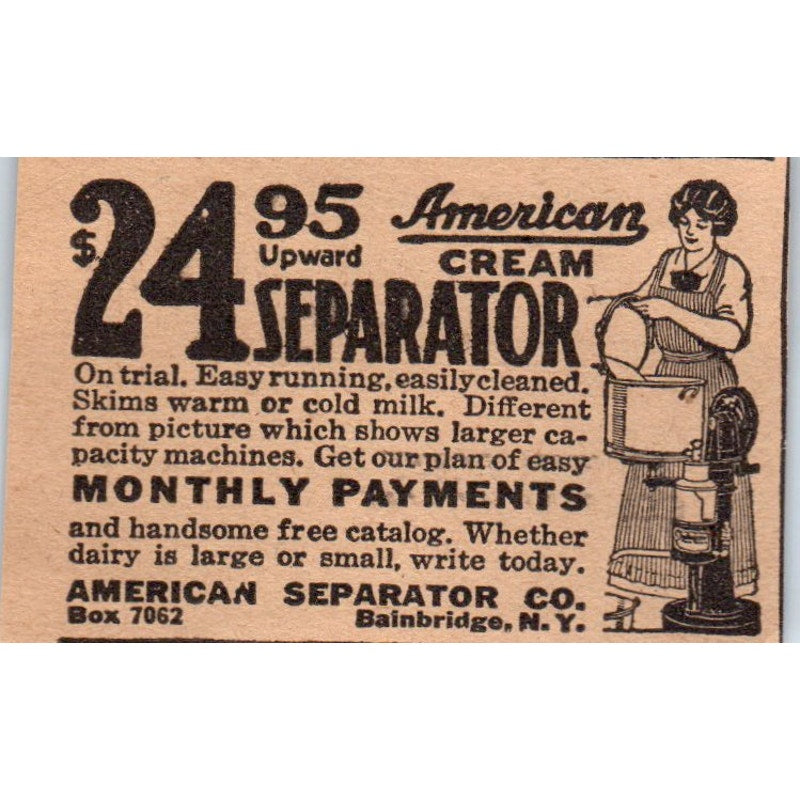 $24.95 Upward
American
CREAM
SEPARATOR
On trial. Easy running, easily cleaned.
Skims warm or cold milk. Different
from picture which shows larger ca-
pacity machines. Get our plan of easy
MONTHLY PAYMENTS
and handsome free catalog. Whether
dairy is large or small, write today.
AMERICAN SEPARATOR CO.
Box 7062 Bainbridge, N. Y.